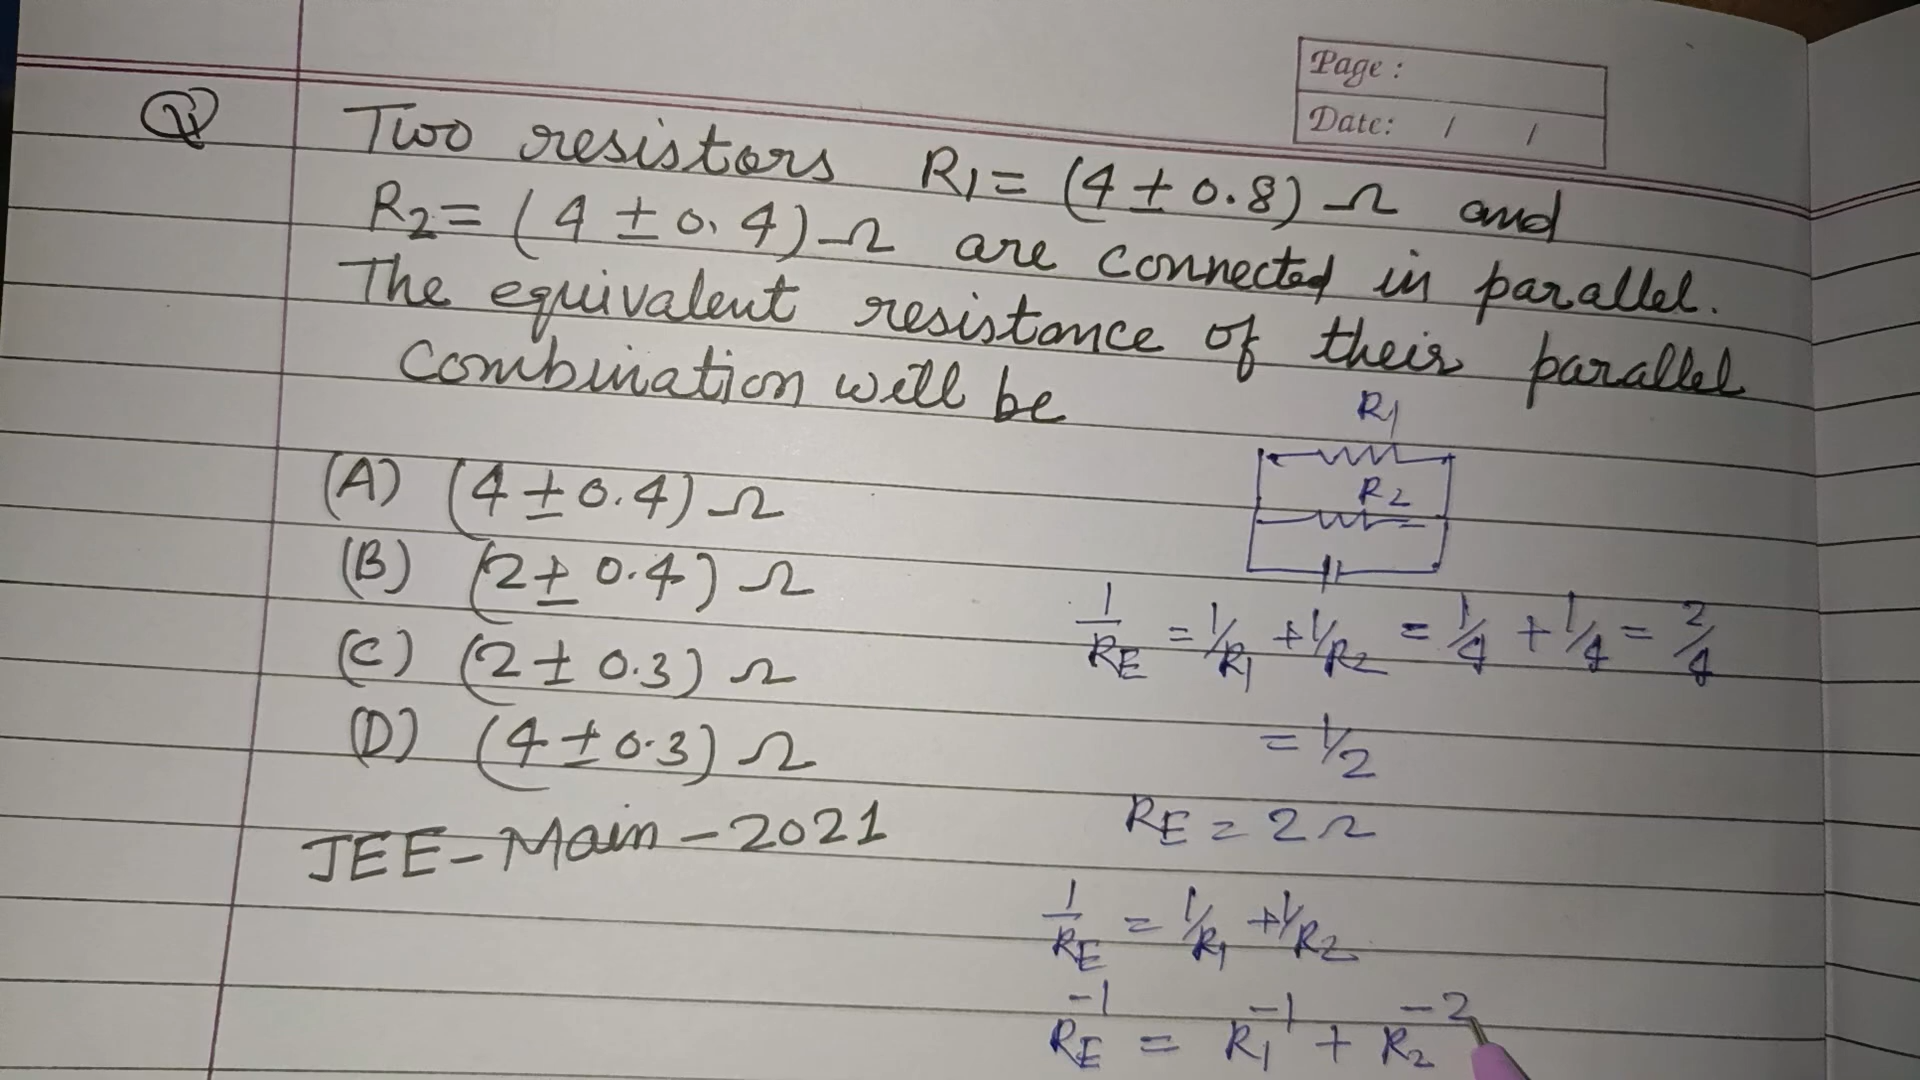 Page :
Date: / /
Q Two resistors R1 = (4 ± 0.8) Ω and
R2 = (4 ± 0.4) Ω are connected in parallel.
The equivalent resistance of their parallel
combination will be
(A) (4 ± 0.4) Ω
(B) (2 ± 0.4) Ω
(C) (2 ± 0.3) Ω
(D) (4 ± 0.3) Ω
JEE-Main-2021
R1
R2
1/RE = 1/R1 + 1/R2 = 1/4 + 1/4 = 2/4
= 1/2
RE = 2Ω
1/RE = 1/R1 + 1/R2
RE^-1 = R1^-1 + R2^-2